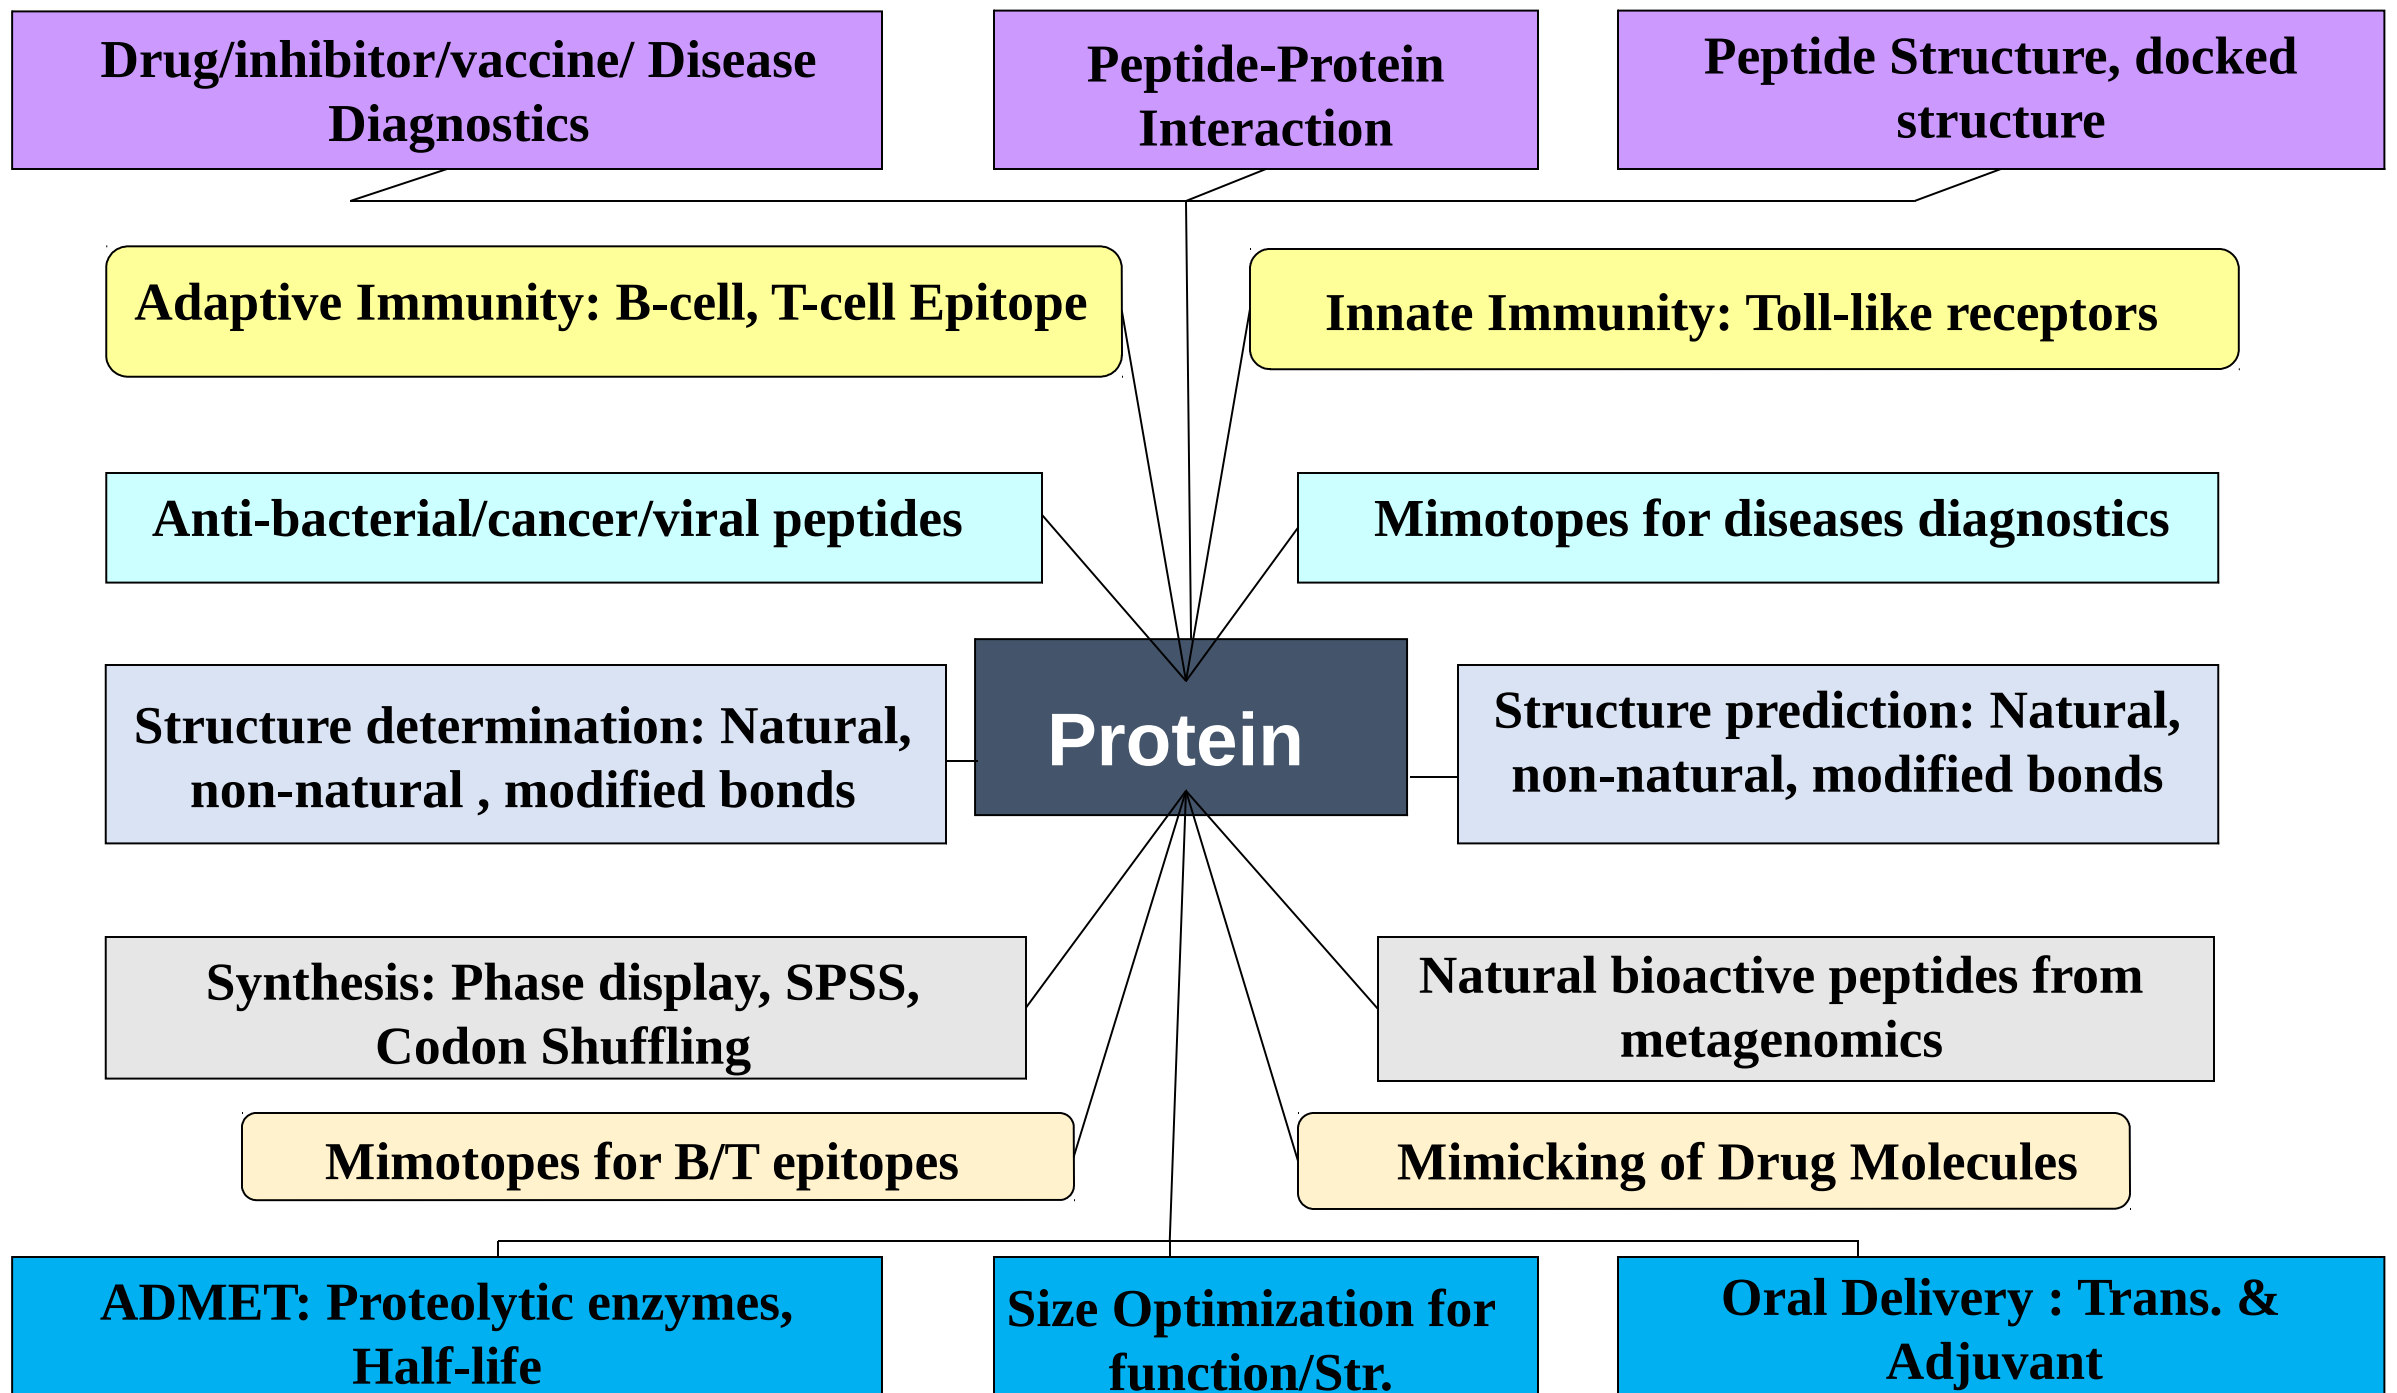 Drug/inhibitor/vaccine/ Disease
Diagnostics
Peptide-Protein
Interaction
Peptide Structure, docked
structure
Adaptive Immunity: B-cell, T-cell Epitope
Innate Immunity: Toll-like receptors
Anti-bacterial/cancer/viral peptides
Mimotopes for diseases diagnostics
Structure determination: Natural,
non-natural , modified bonds
Protein
Structure prediction: Natural,
non-natural, modified bonds
Synthesis: Phase display, SPSS,
Codon Shuffling
Natural bioactive peptides from
metagenomics
Mimotopes for B/T epitopes
Mimicking of Drug Molecules
ADMET: Proteolytic enzymes,
Half-life
Size Optimization for
function/Str.
Oral Delivery : Trans. &
Adjuvant